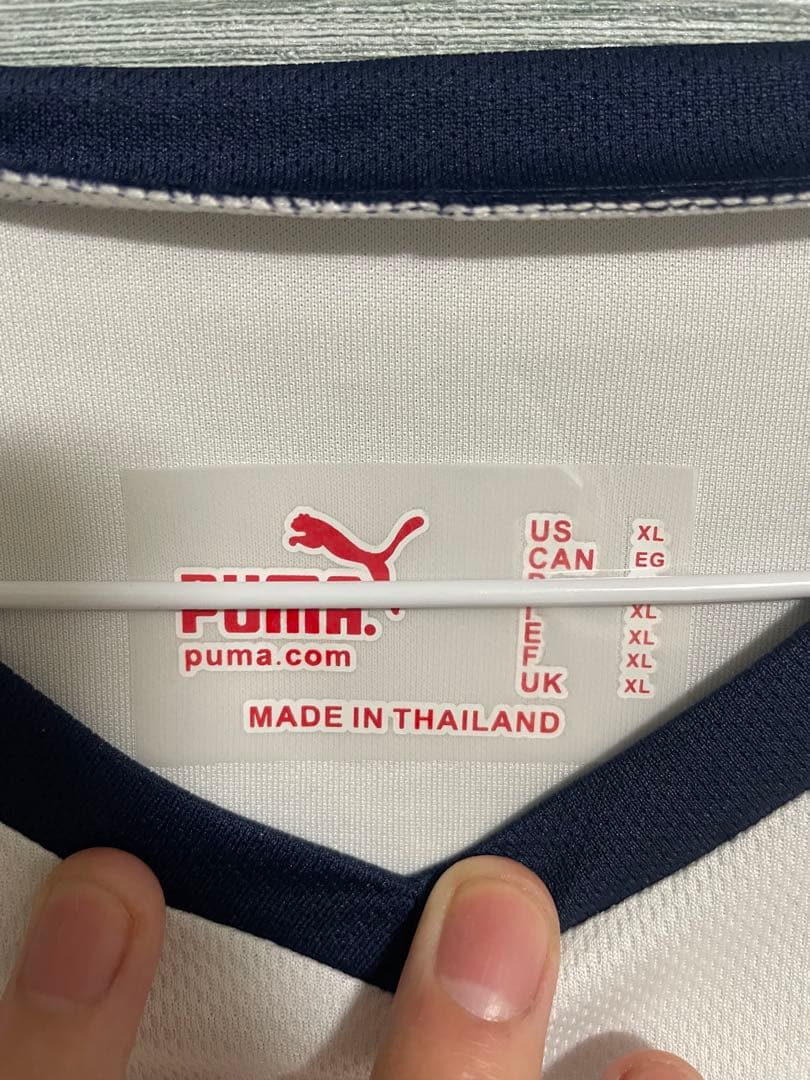 PUMA.
puma.com
US XL
CAN EG
XL
E XL
F XL
UK XL
MADE IN THAILAND